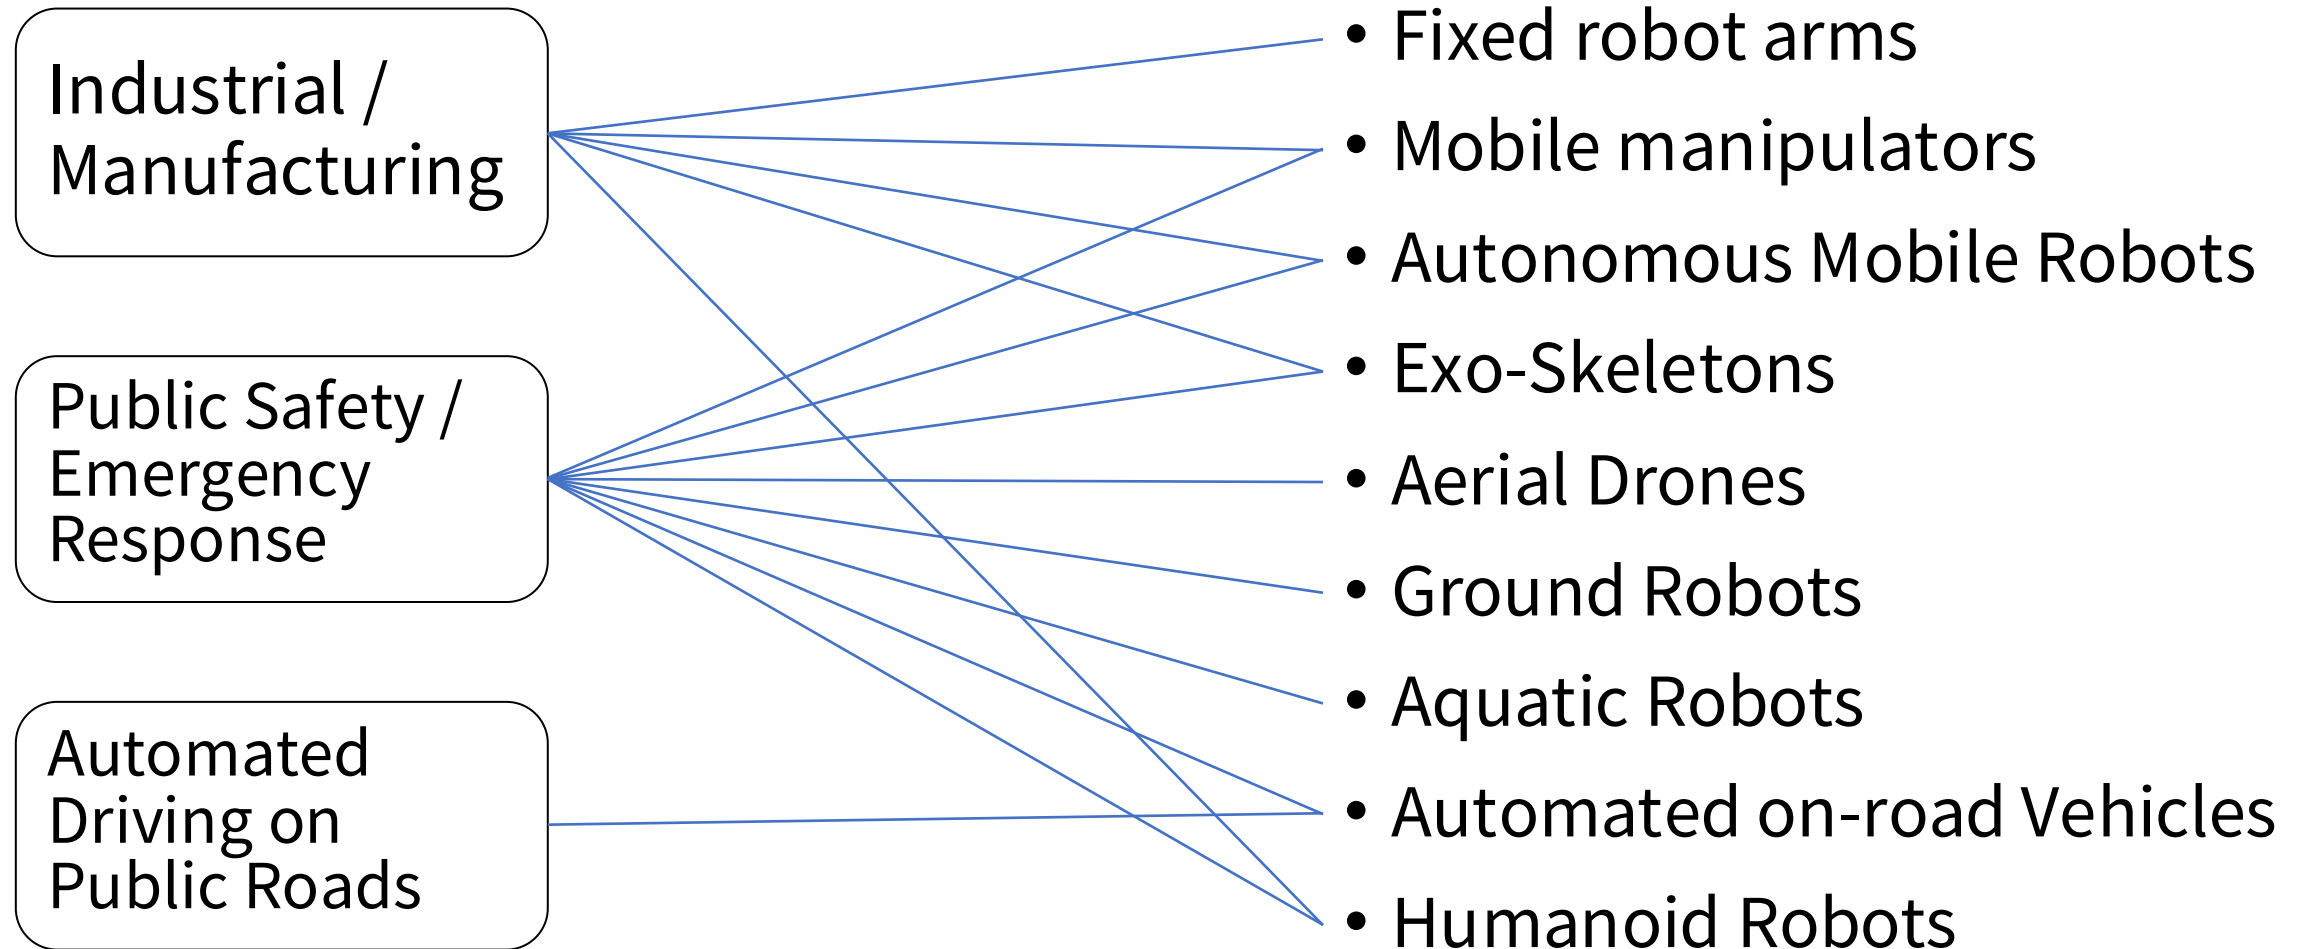 Industrial /
Manufacturing
Public Safety /
Emergency
Response
Automated
Driving on
Public Roads
• Fixed robot arms
• Mobile manipulators
• Autonomous Mobile Robots
• Exo-Skeletons
• Aerial Drones
• Ground Robots
• Aquatic Robots
• Automated on-road Vehicles
• Humanoid Robots